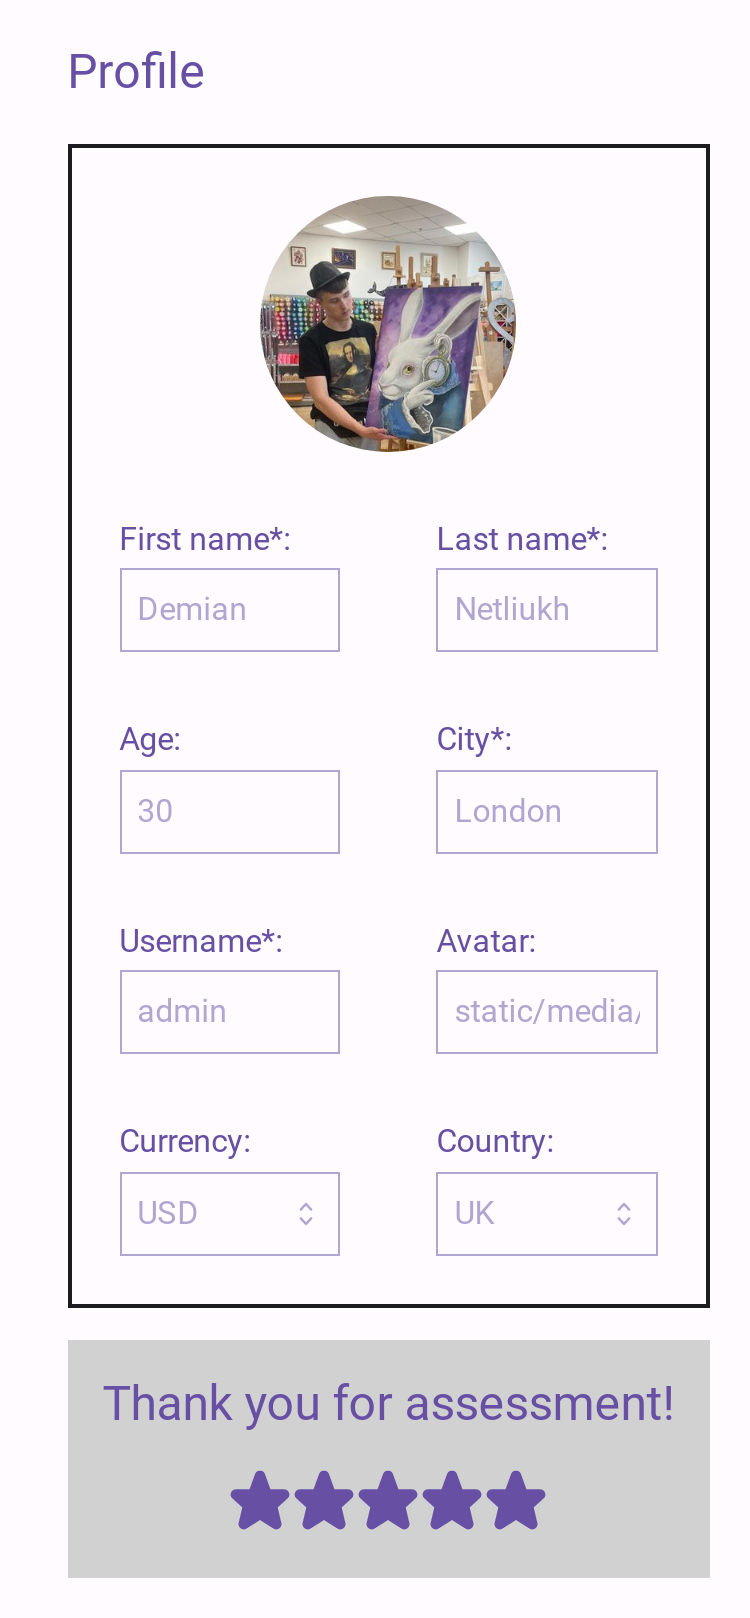 Profile
First name*: Last name*:
Demian Netliukh
Age: City*:
30 London
Username*: Avatar:
admin static/media/
Currency: Country:
USD UK
Thank you for assessment!